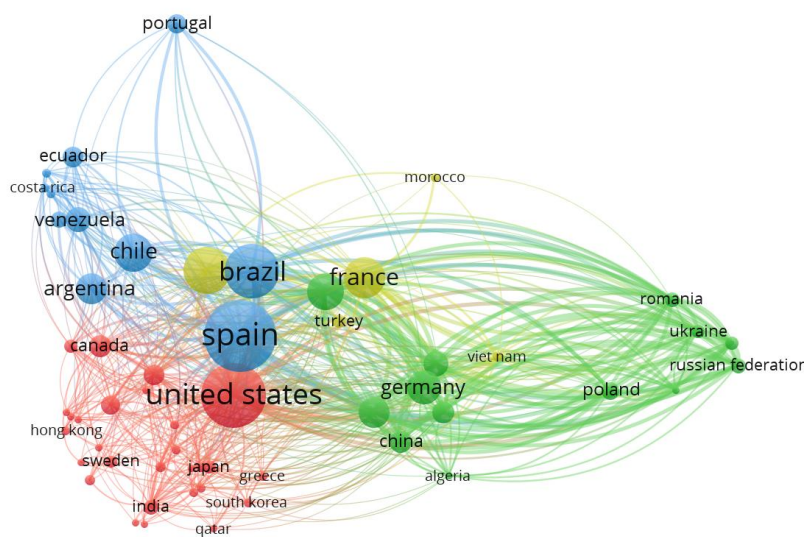 portugal
ecuador
costa rica
morocco
venezuela
chile
brazil
france
argentina
romania
turkey
ukraine
spain
canada
viet nam
russian federation
united states
germany
poland
hong kong
china
sweden
japan
greece
algeria
india
south korea
qatar